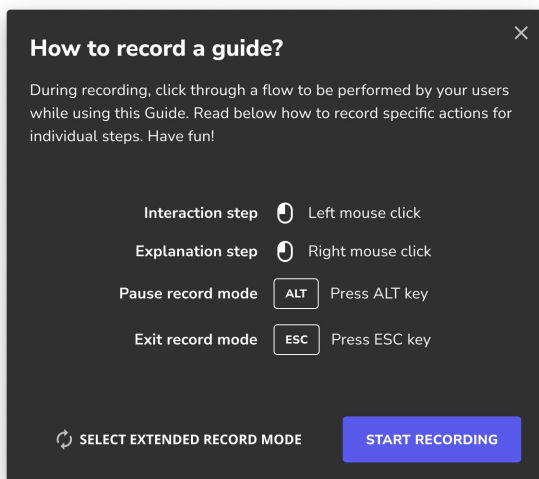 How to record a guide?
During recording, click through a flow to be performed by your users
while using this Guide. Read below how to record specific actions for
individual steps. Have fun!
Interaction step Left mouse click
Explanation step Right mouse click
Pause record mode ALT Press ALT key
Exit record mode ESC Press ESC key
SELECT EXTENDED RECORD MODE START RECORDING